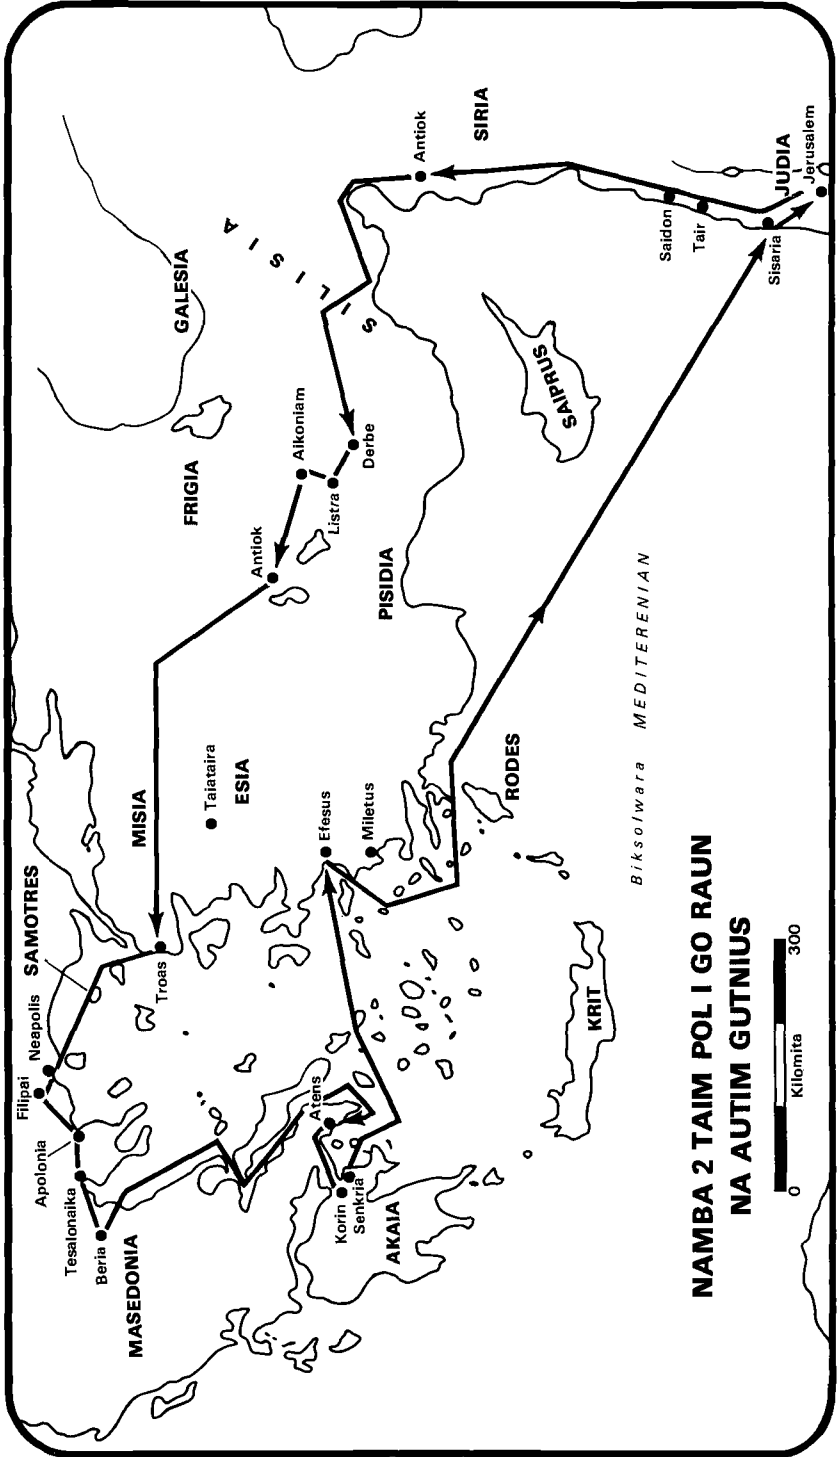 MASEDONIA
Beria
Tesalonaika
Apolonia
Filipai
Neapolis
SAMOTRES
Troas
MISIA
Taiataira
ESIA
Efesus
Miletus
Atens
Korin
Senkria
AKAIA
KRIT
RODES
FRIGIA
GALESIA
Antiok
Aikoniam
Listra
Derbe
PISIDIA
SILISIA
SIRIA
Antiok
SAIPRUS
Saidon
Tair
Sisaria
JUDIA
Jerusalem
Biksolwara MEDITERENIAN
NAMBA 2 TAIM POL I GO RAUN
NA AUTIM GUTNIUS
0 300
Kilomita